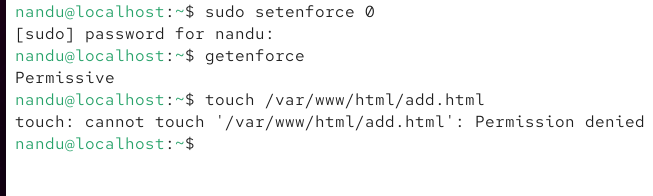 nandu@localhost:~$ sudo setenforce 0
[sudo] password for nandu:
nandu@localhost:~$ getenforce
Permissive
nandu@localhost:~$ touch /var/www/html/add.html
touch: cannot touch '/var/www/html/add.html': Permission denied
nandu@localhost:~$